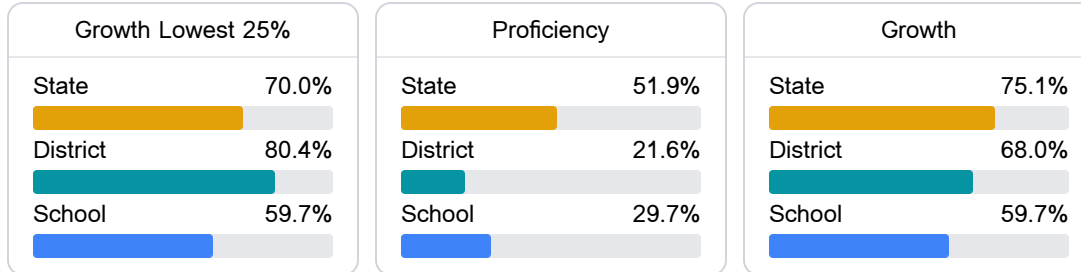 Growth Lowest 25%
State 70.0%
District 80.4%
School 59.7%
Proficiency
State 51.9%
District 21.6%
School 29.7%
Growth
State 75.1%
District 68.0%
School 59.7%